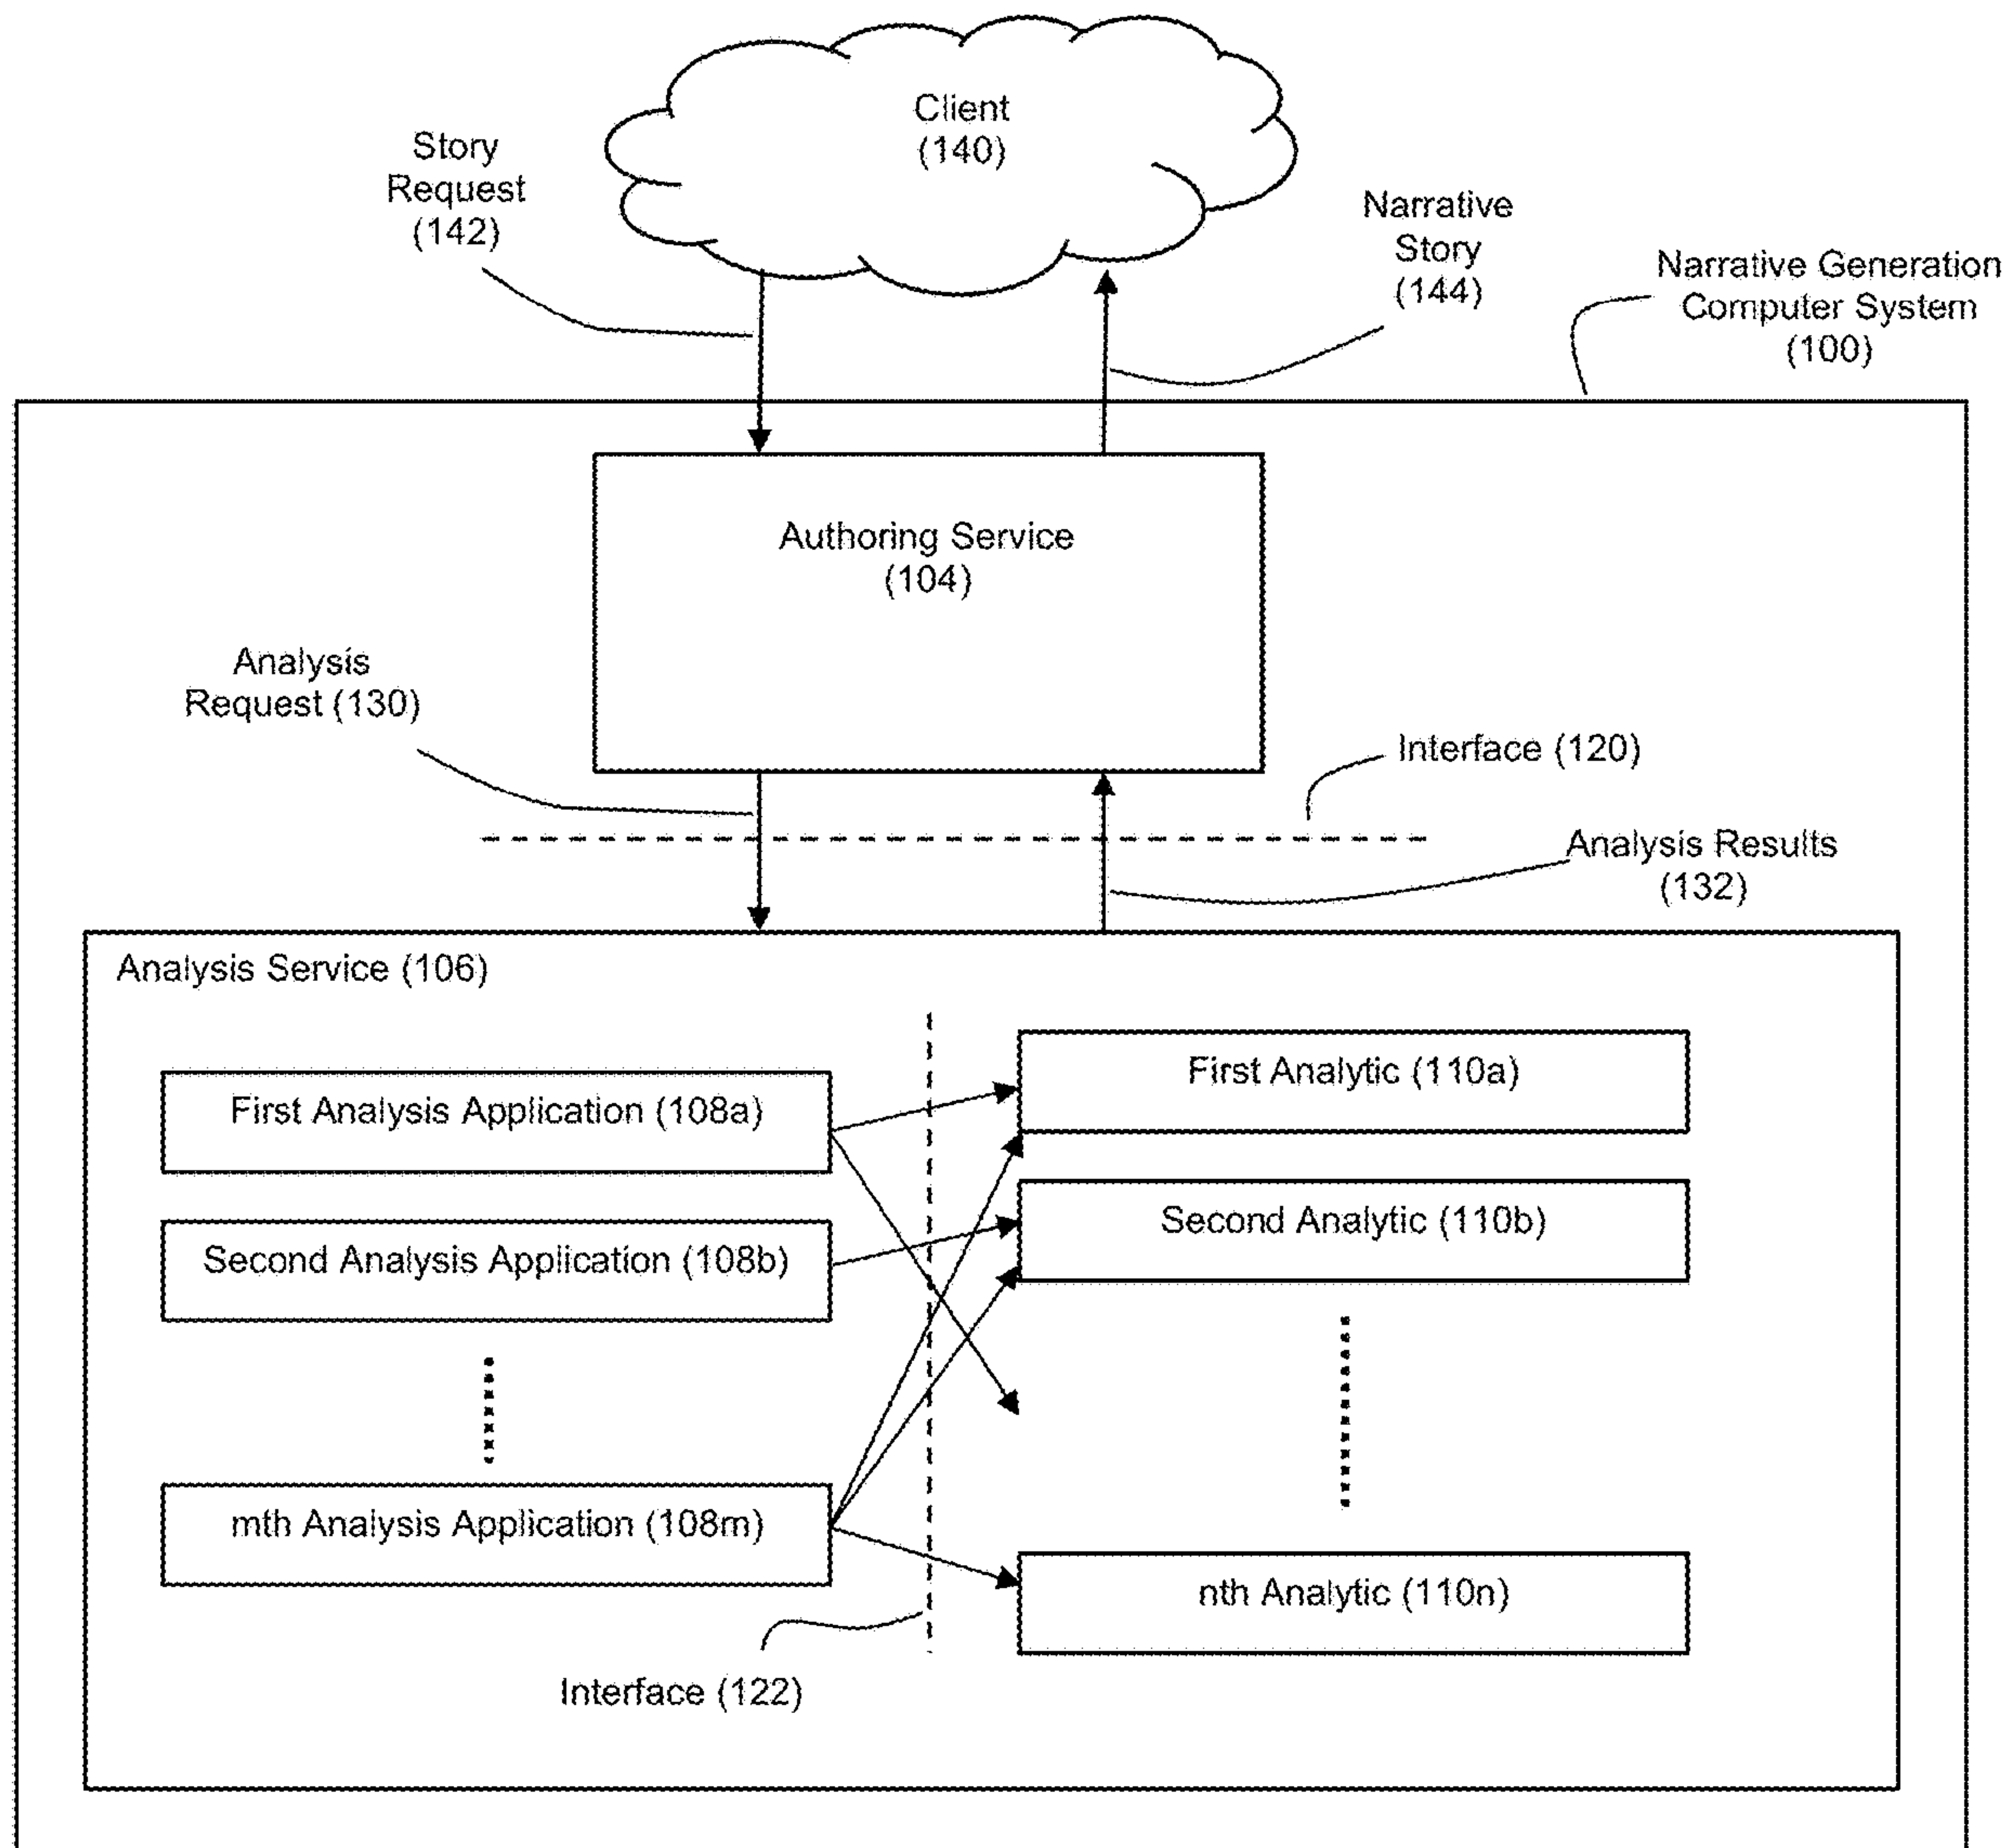 Client
(140)
Story
Request
(142)
Narrative
Story
(144)
Narrative Generation
Computer System
(100)
Authoring Service
(104)
Analysis
Request (130)
Interface (120)
Analysis Results
(132)
Analysis Service (106)
First Analysis Application (108a)
First Analytic (110a)
Second Analysis Application (108b)
Second Analytic (110b)
mth Analysis Application (108m)
nth Analytic (110n)
Interface (122)